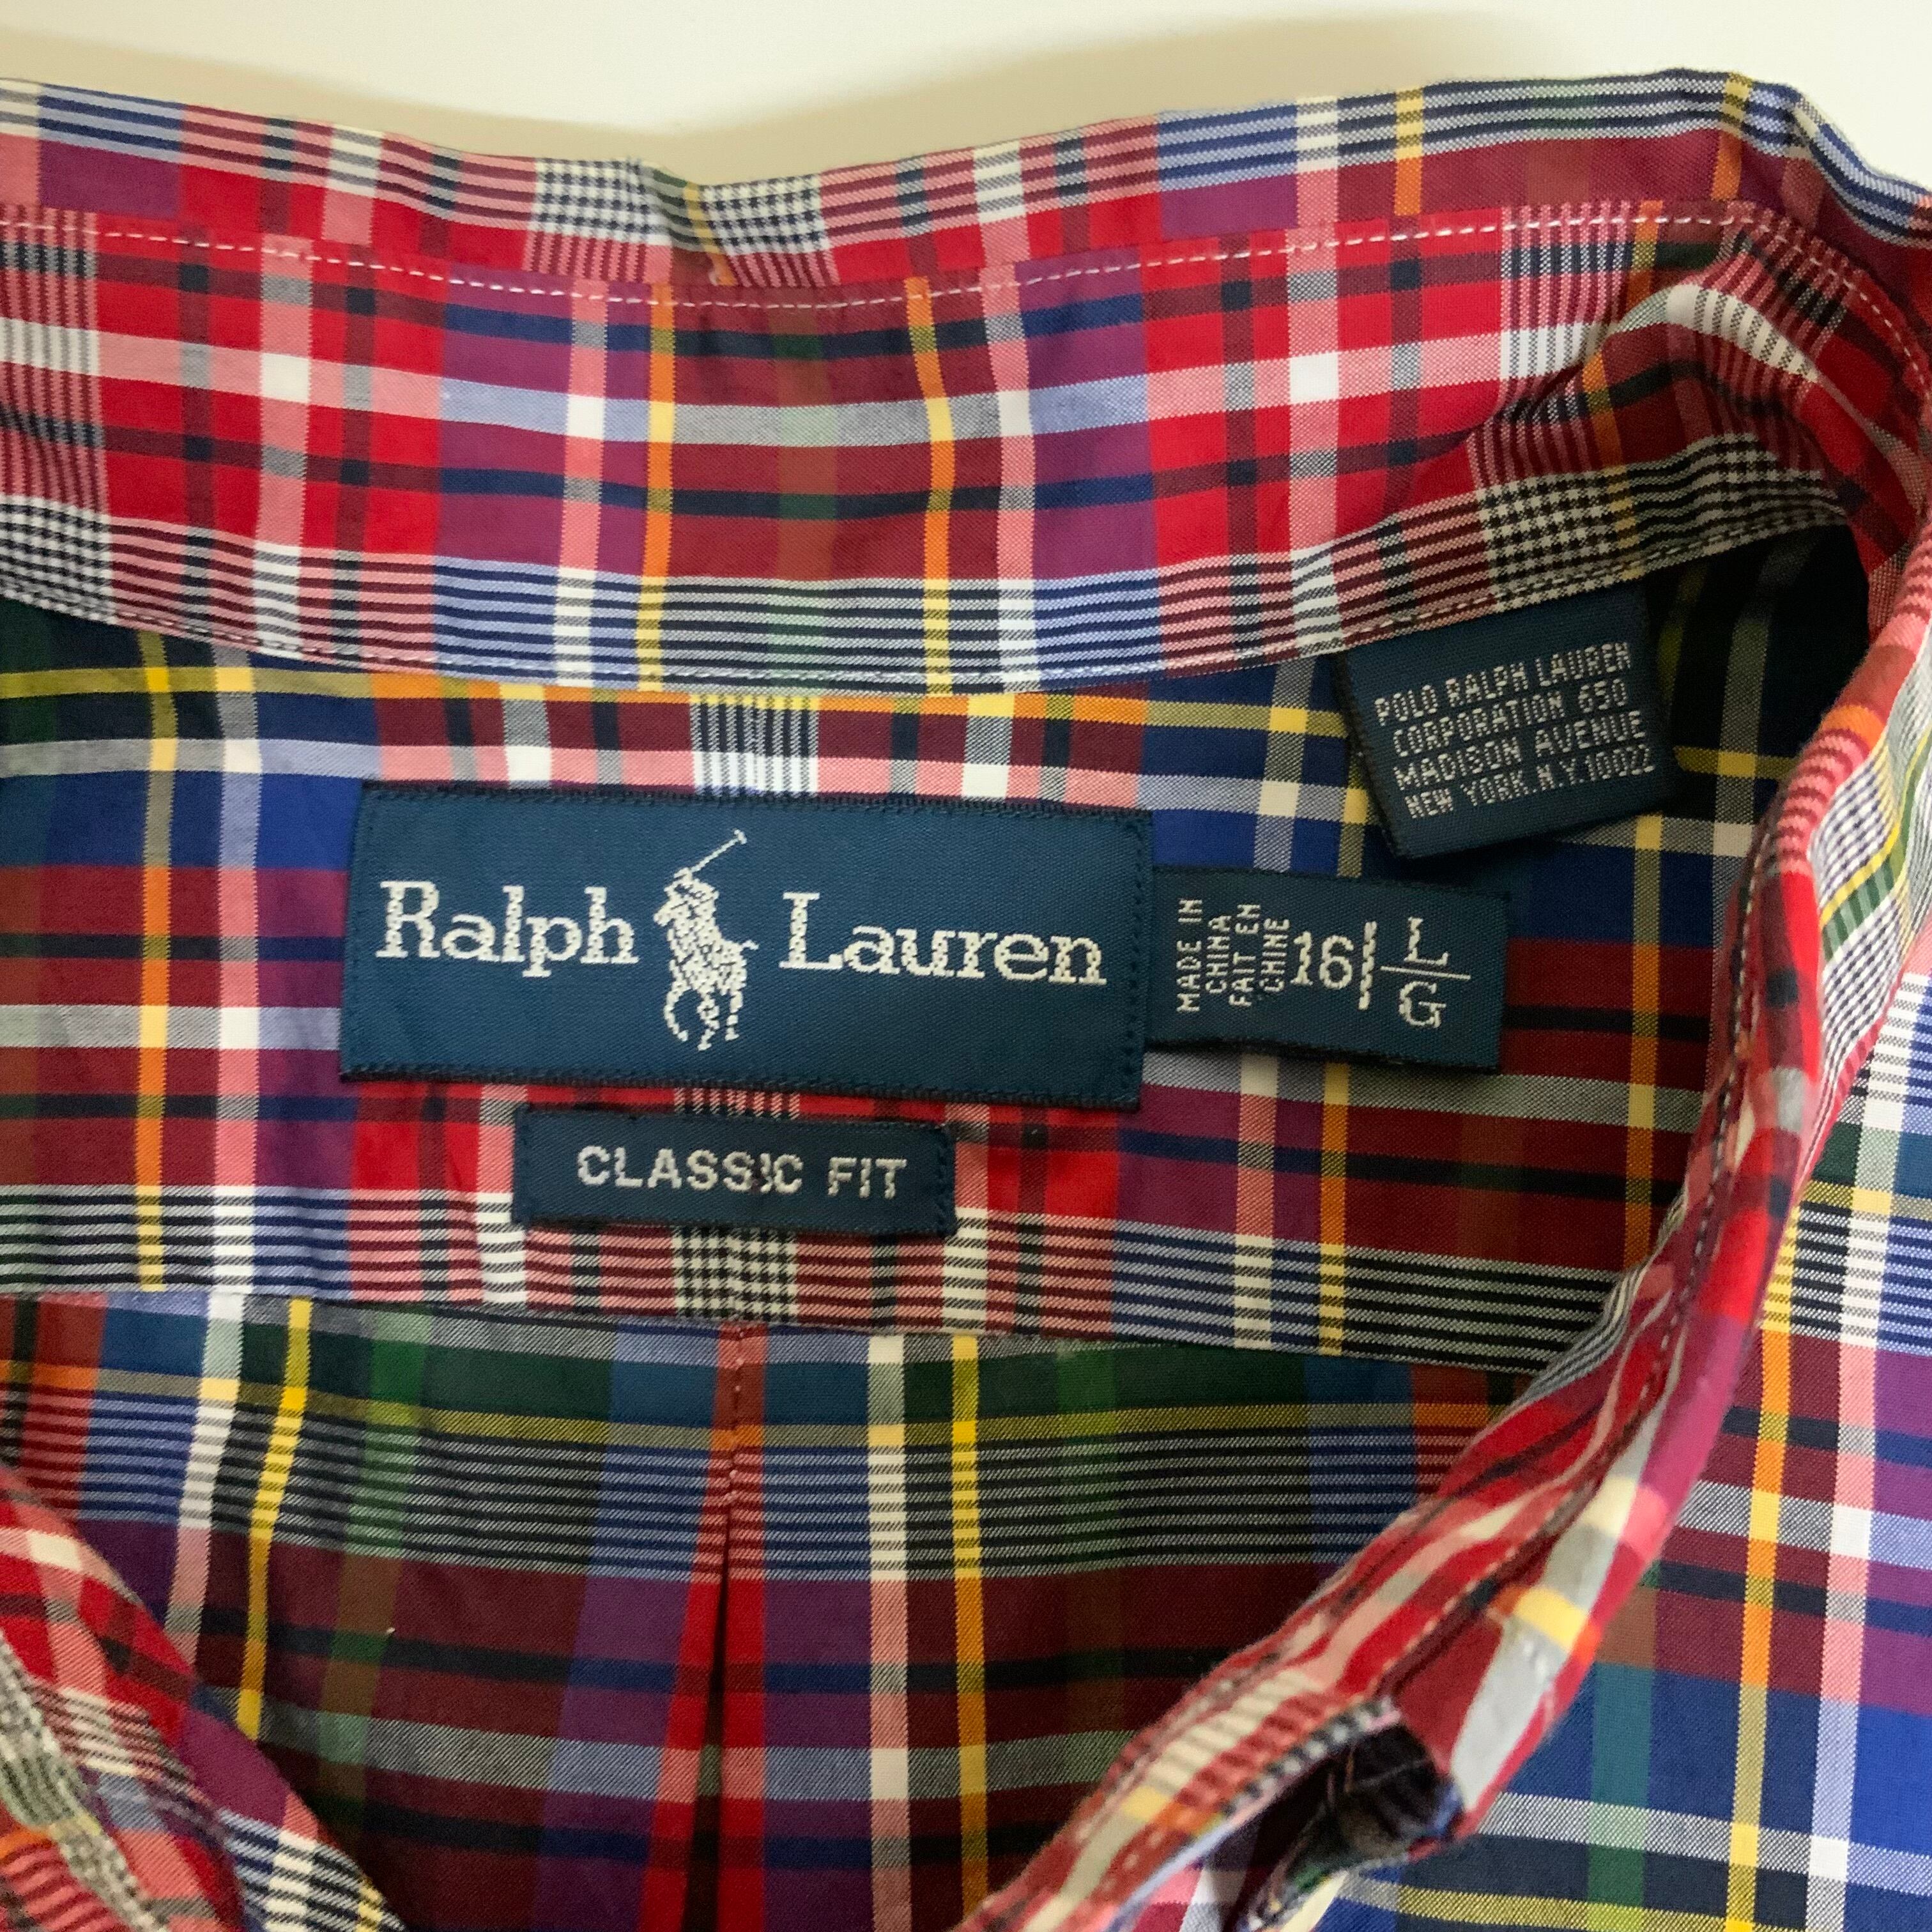 POLO RALPH LAUREN
CORPORATION 650
MADISON AVENUE
NEW YORK N.Y 10022
Ralph Lauren
MADE IN
CHINA
FAIT EN
CHINE
16 L
G
CLASSIC FIT